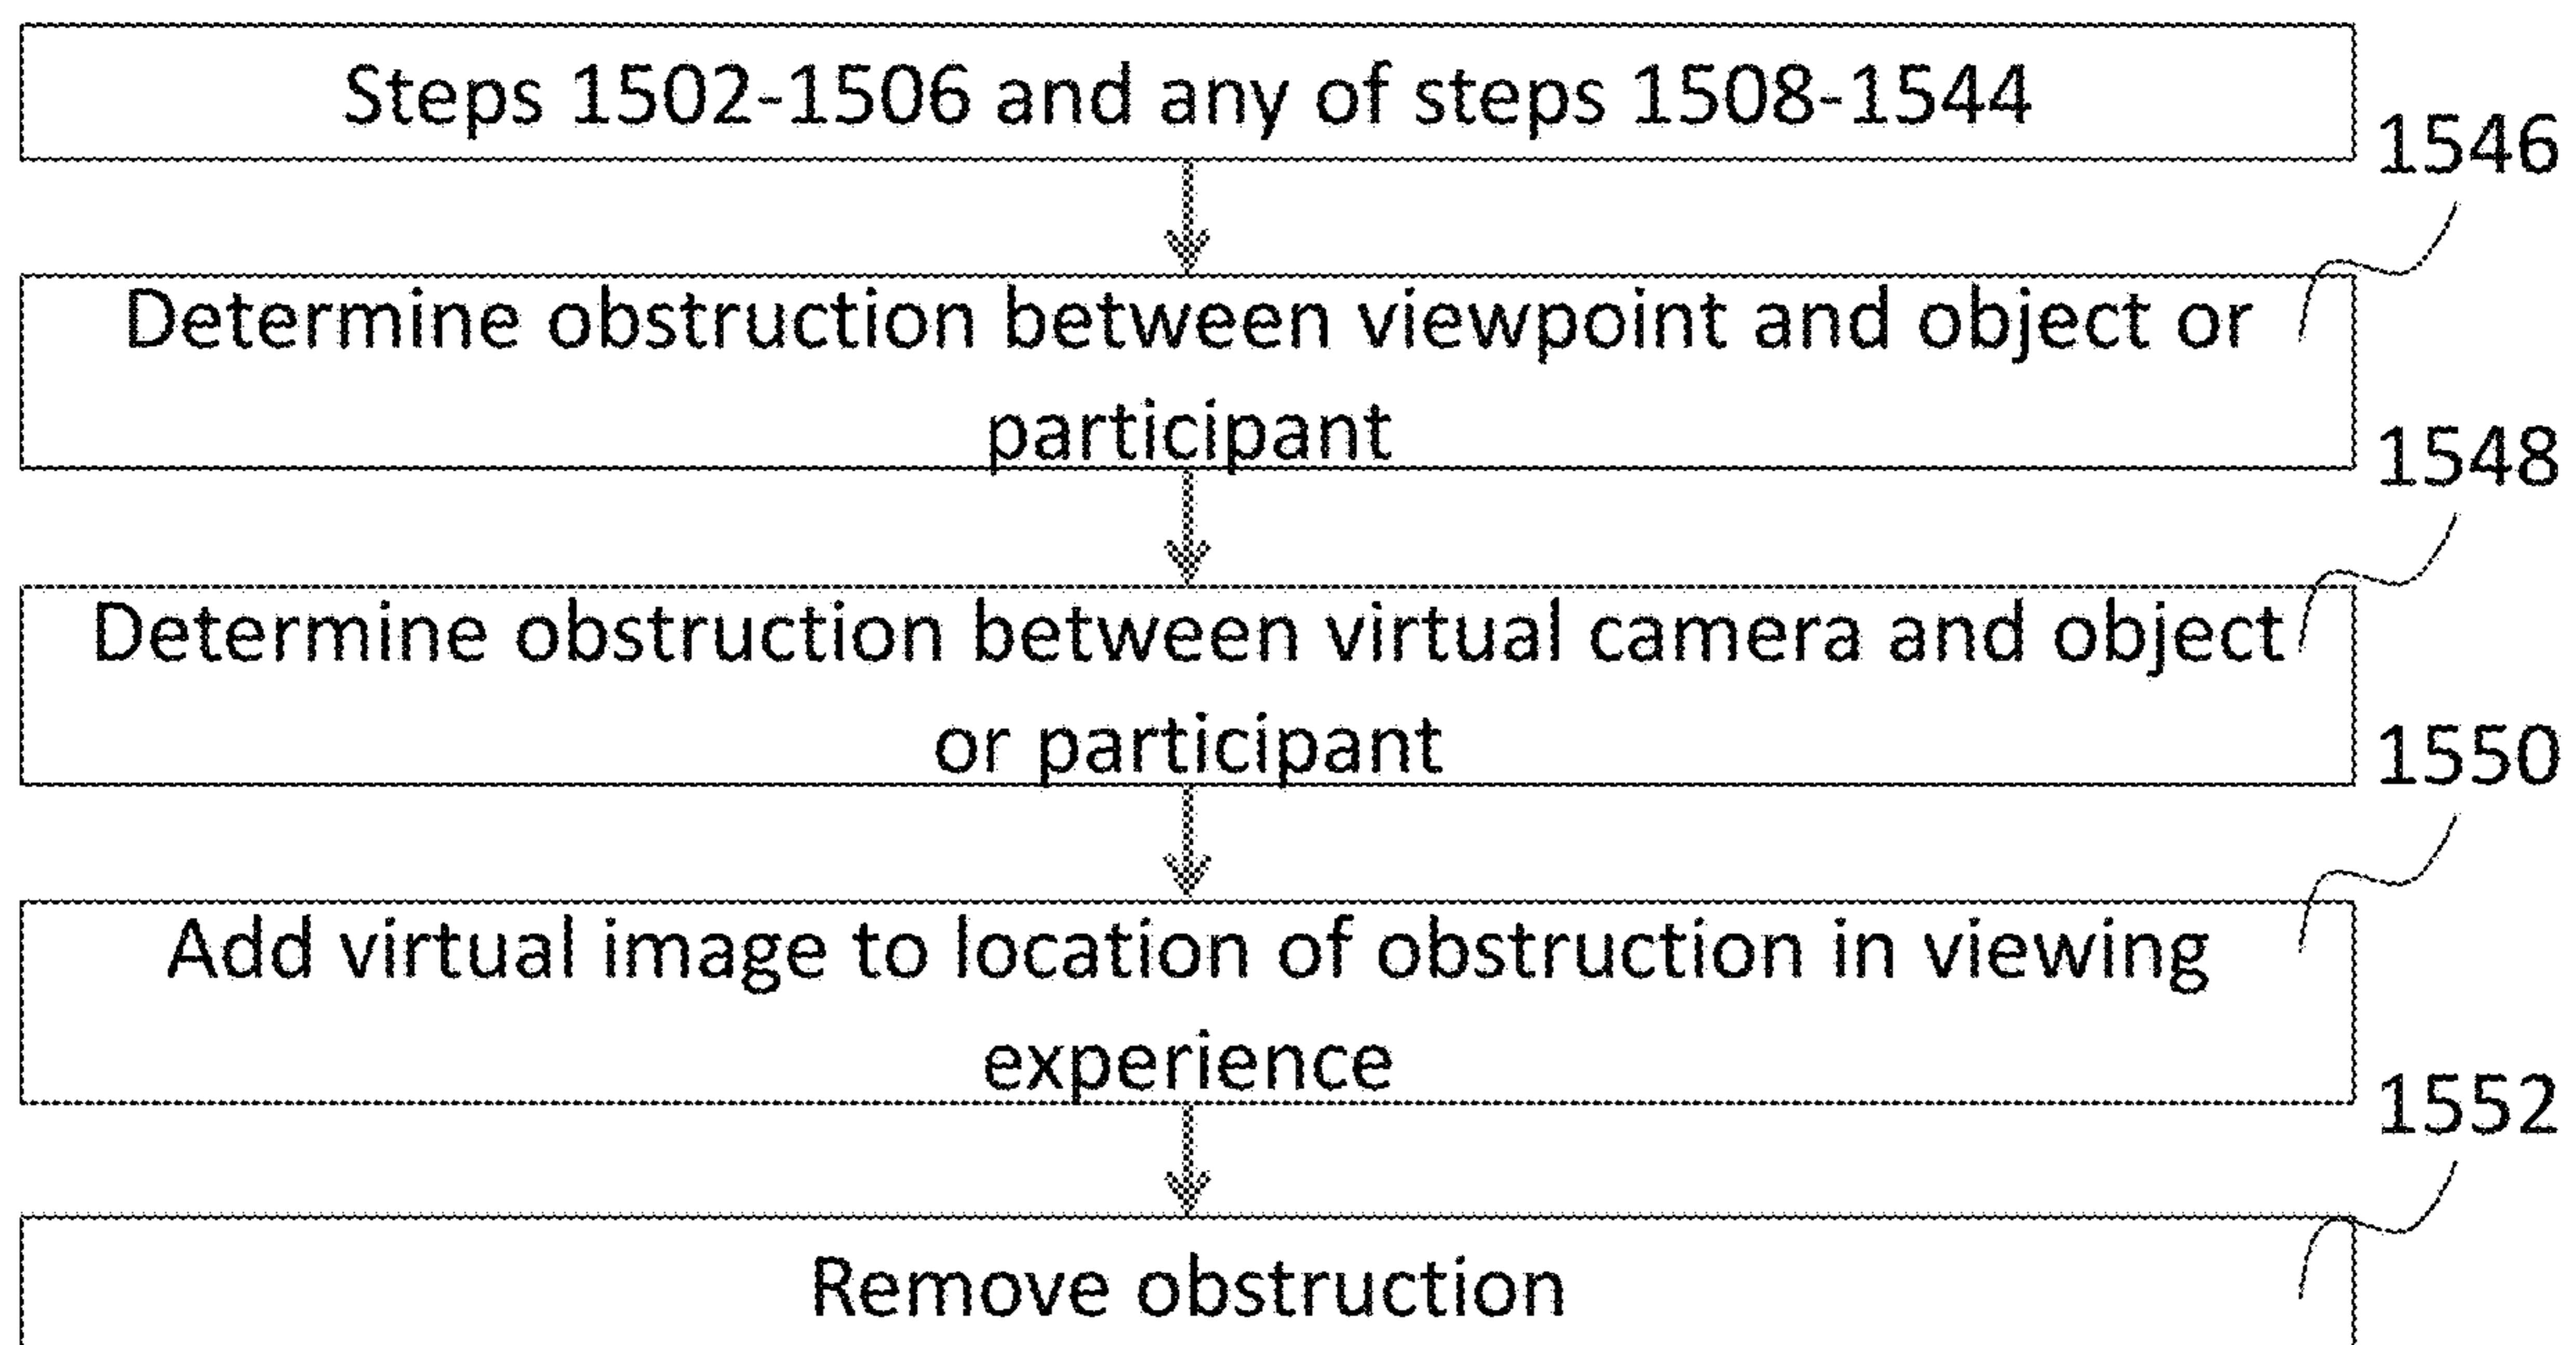 Steps 1502-1506 and any of steps 1508-1544
1546
Determine obstruction between viewpoint and object or
participant
1548
Determine obstruction between virtual camera and object
or participant
1550
Add virtual image to location of obstruction in viewing
experience
1552
Remove obstruction